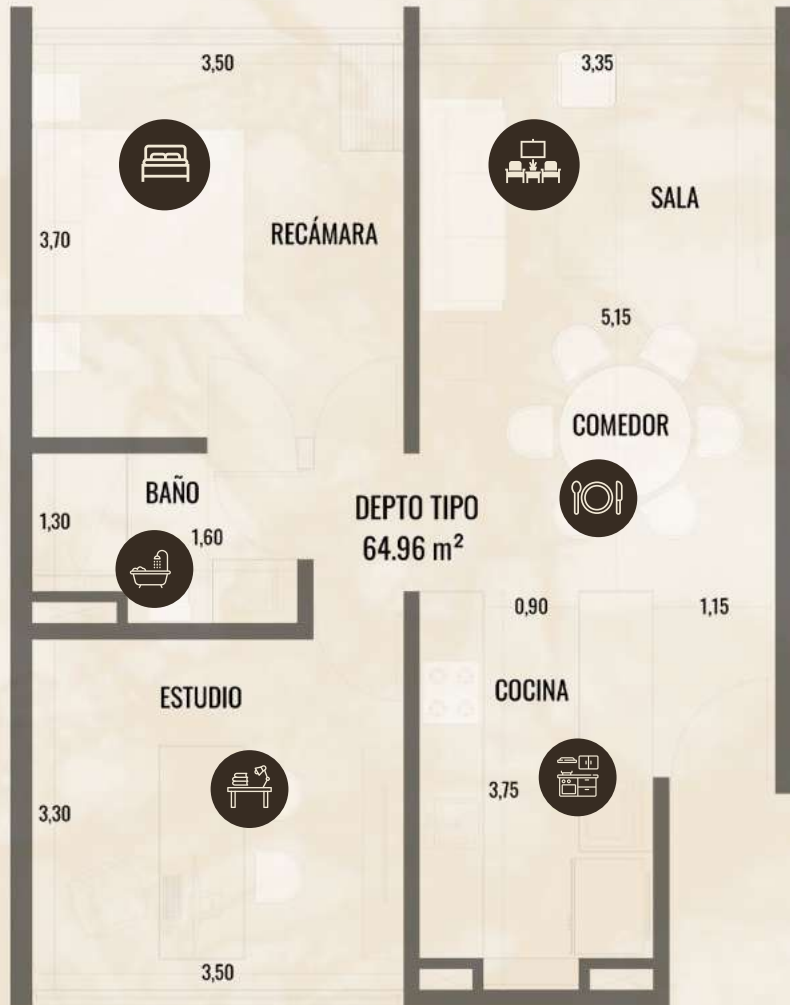 3,50
3,35
SALA
RECÁMARA
3,70
5,15
COMEDOR
BAÑO
DEPTO TIPO
64.96 m²
1,30
1,60
0,90
1,15
COCINA
ESTUDIO
3,75
3,30
3,50